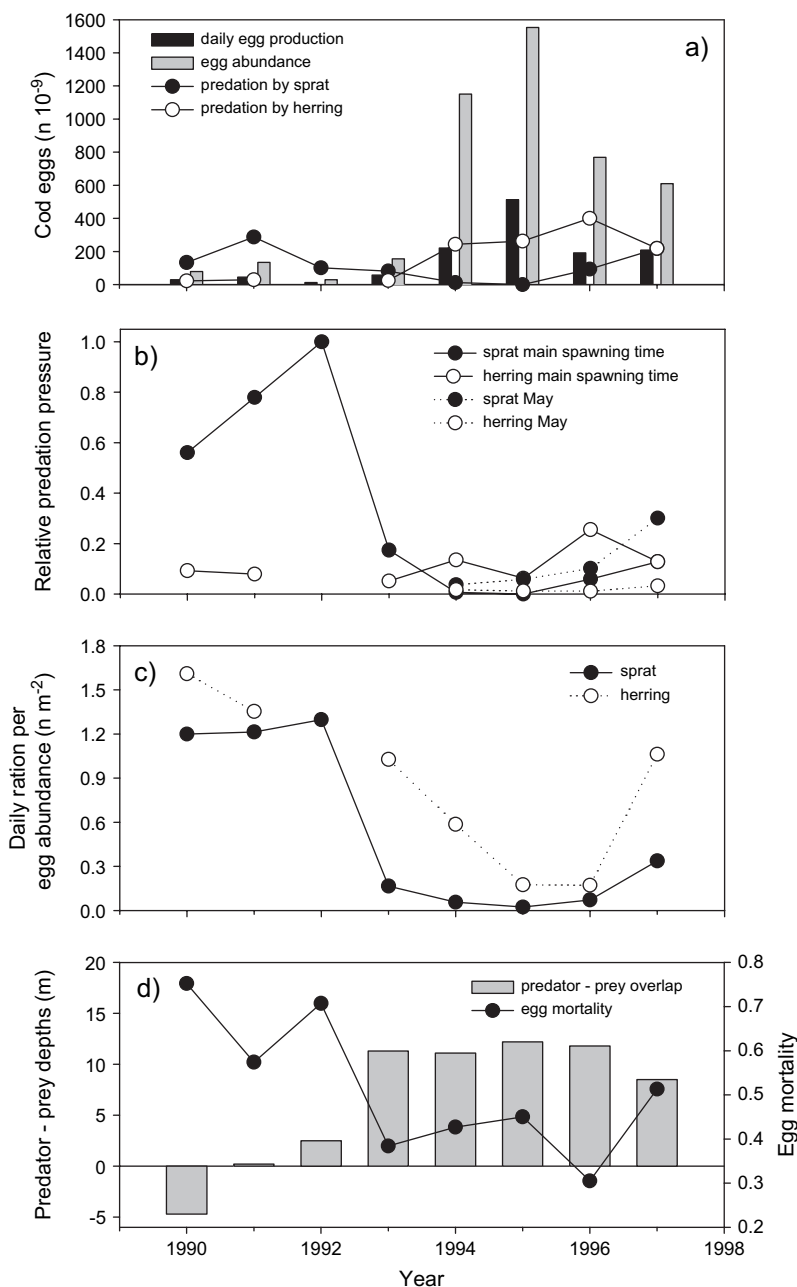 a)
daily egg production
egg abundance
predation by sprat
predation by herring
Cod eggs (n 10-9)
1600
1400
1200
1000
800
600
400
200
0
b)
sprat main spawning time
herring main spawning time
sprat May
herring May
Relative predation pressure
1.0
0.8
0.6
0.4
0.2
0.0
c)
sprat
herring
Daily ration per
egg abundance (n m-2)
1.8
1.5
1.2
0.9
0.6
0.3
0.0
d)
predator - prey overlap
egg mortality
Predator - prey depths (m)
20
15
10
5
0
-5
Egg mortality
0.8
0.7
0.6
0.5
0.4
0.3
0.2
1990 1992 1994 1996 1998
Year